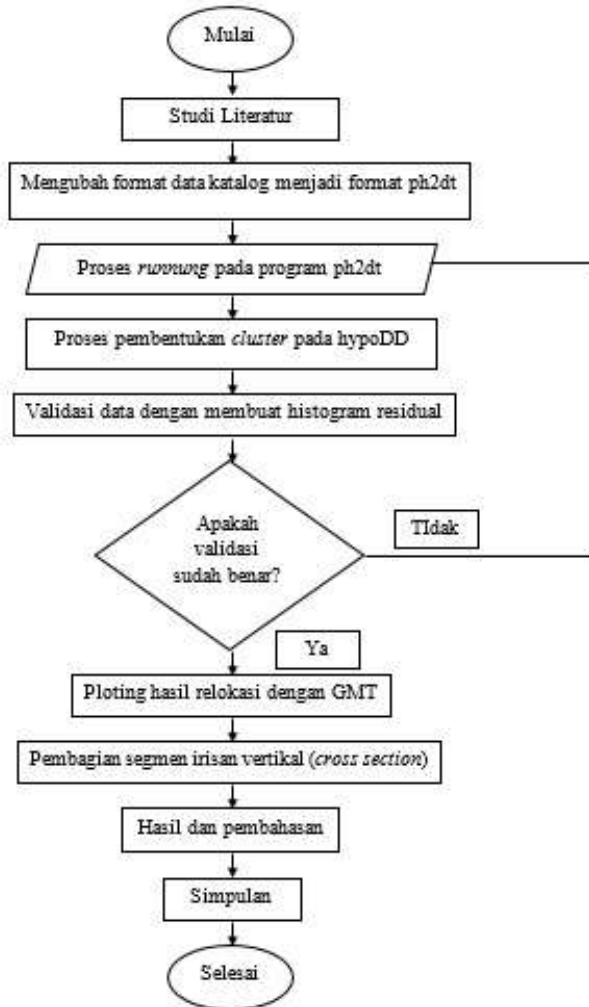 Mulai
Studi Literatur
Mengubah format data katalog menjadi format ph2dt
Proses running pada program ph2dt
Proses pembentukan cluster pada hypoDD
Validasi data dengan membuat histogram residual
Apakah
validasi
sudah benar?
TIdak
Ya
Ploting hasil relokasi dengan GMT
Pembagian segmen irisan vertikal (cross section)
Hasil dan pembahasan
Simpulan
Selesai